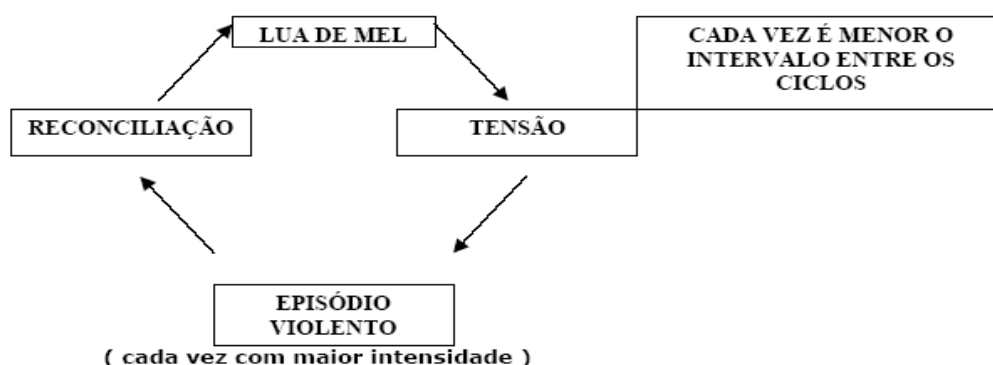 LUA DE MEL
CADA VEZ É MENOR O
INTERVALO ENTRE OS
CICLOS
RECONCILIAÇÃO
TENSÃO
EPISÓDIO
VIOLENTO
( cada vez com maior intensidade )